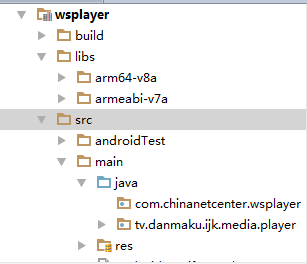 wsplayer
build
libs
arm64-v8a
armeabi-v7a
src
androidTest
main
java
com.chinanetcenter.wsplayer
tv.danmaku.ijk.media.player
res